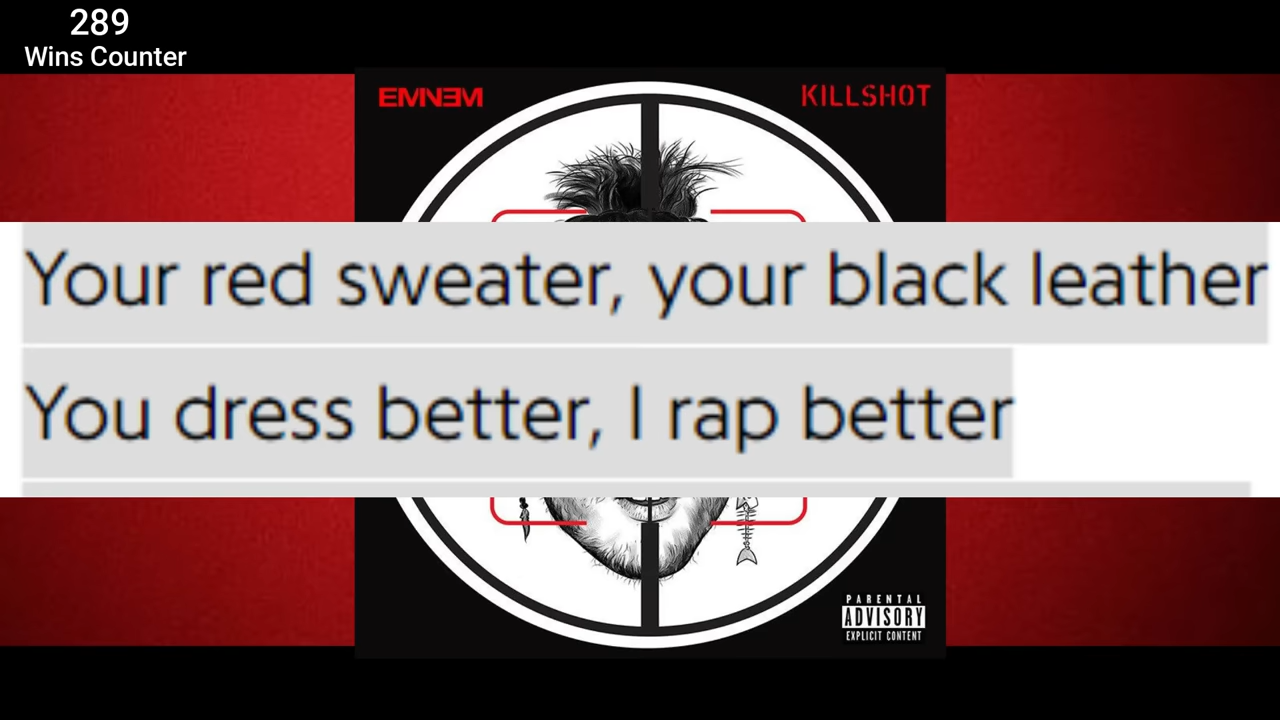 289
Wins Counter
EMINEM
KILLSHOT
Your red sweater, your black leather
You dress better, I rap better
PARENTAL
ADVISORY
EXPLICIT CONTENT